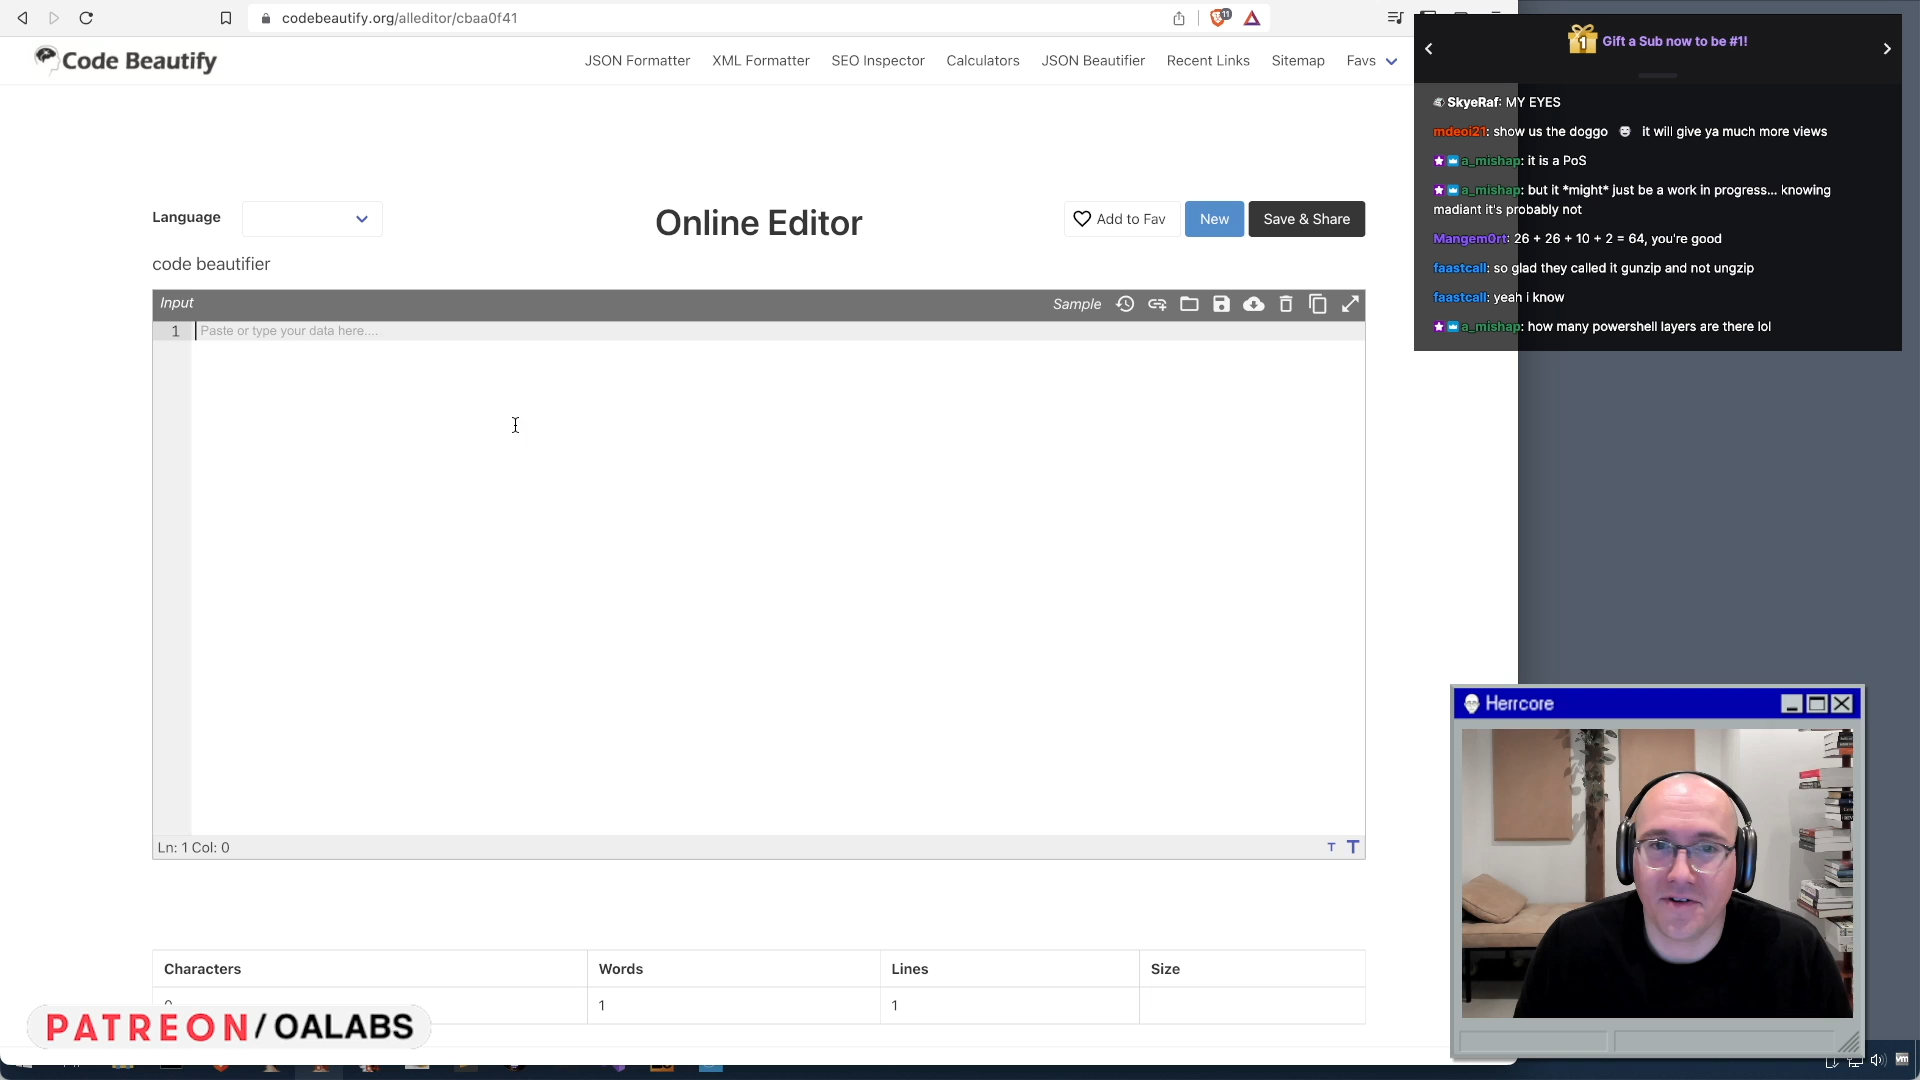 codebeautify.org/alleditor/cbaa0f41
11
Code Beautify
JSON Formatter XML Formatter SEO Inspector Calculators JSON Beautifier Recent Links Sitemap Favs
1 Gift a Sub now to be #1!
SkyeRaf: MY EYES
mdeoi21: show us the doggo it will give ya much more views
a_mishap: it is a PoS
a_mishap: but it *might* just be a work in progress... knowing
madiant it's probably not
Mangem0rt: 26 + 26 + 10 + 2 = 64, you're good
faastcall: so glad they called it gunzip and not ungzip
faastcall: yeah i know
a_mishap: how many powershell layers are there lol
Language
Online Editor
Add to Fav
New
Save & Share
code beautifier
Input
Sample
1 Paste or type your data here....
Ln: 1 Col: 0
T T
Characters Words Lines Size
1 1
PATREON/OALABS
Herrcore
vm